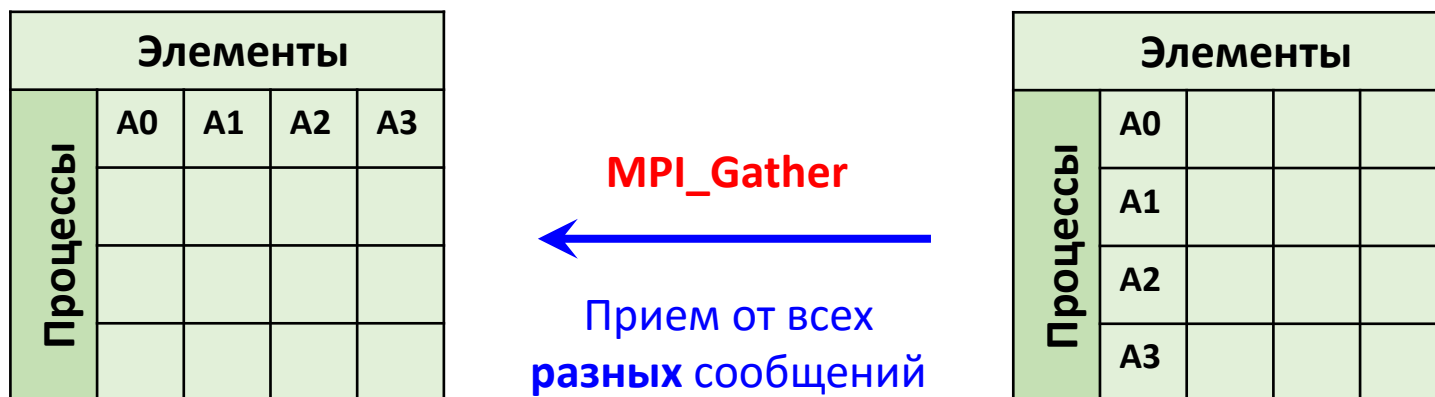 Элементы
Процессы
A0 A1 A2 A3
MPI_Gather
Прием от всех
разных сообщений
Элементы
Процессы
A0
A1
A2
A3